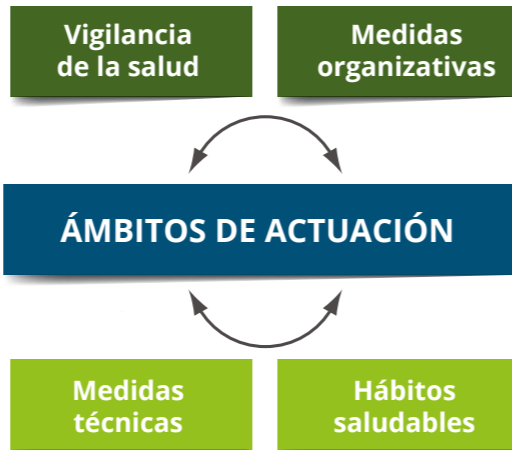 Vigilancia
de la salud
Medidas
organizativas
ÁMBITOS DE ACTUACIÓN
Medidas
técnicas
Hábitos
saludables